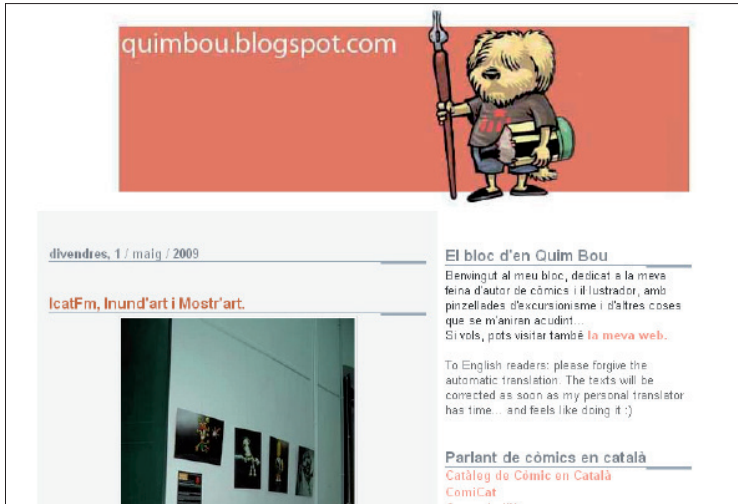 quimbou.blogspot.com
divendres, 1 / maig / 2009
IcatFm, Inund'art i Mostr'art.
El bloc d'en Quim Bou
Benvingut al meu bloc, dedicat a la meva
feina d'autor de còmics i il·lustrador, amb
pinzellades d'excursionisme i d'altres coses
que se m'aniran acudint...
Si vols, pots visitar també la meva web.
To English readers: please forgive the
automatic translation. The texts will be
corrected as soon as my personal translator
has time... and feels like doing it :)
Parlant de còmics en català
Catàleg de Còmic en Català
ComiCat